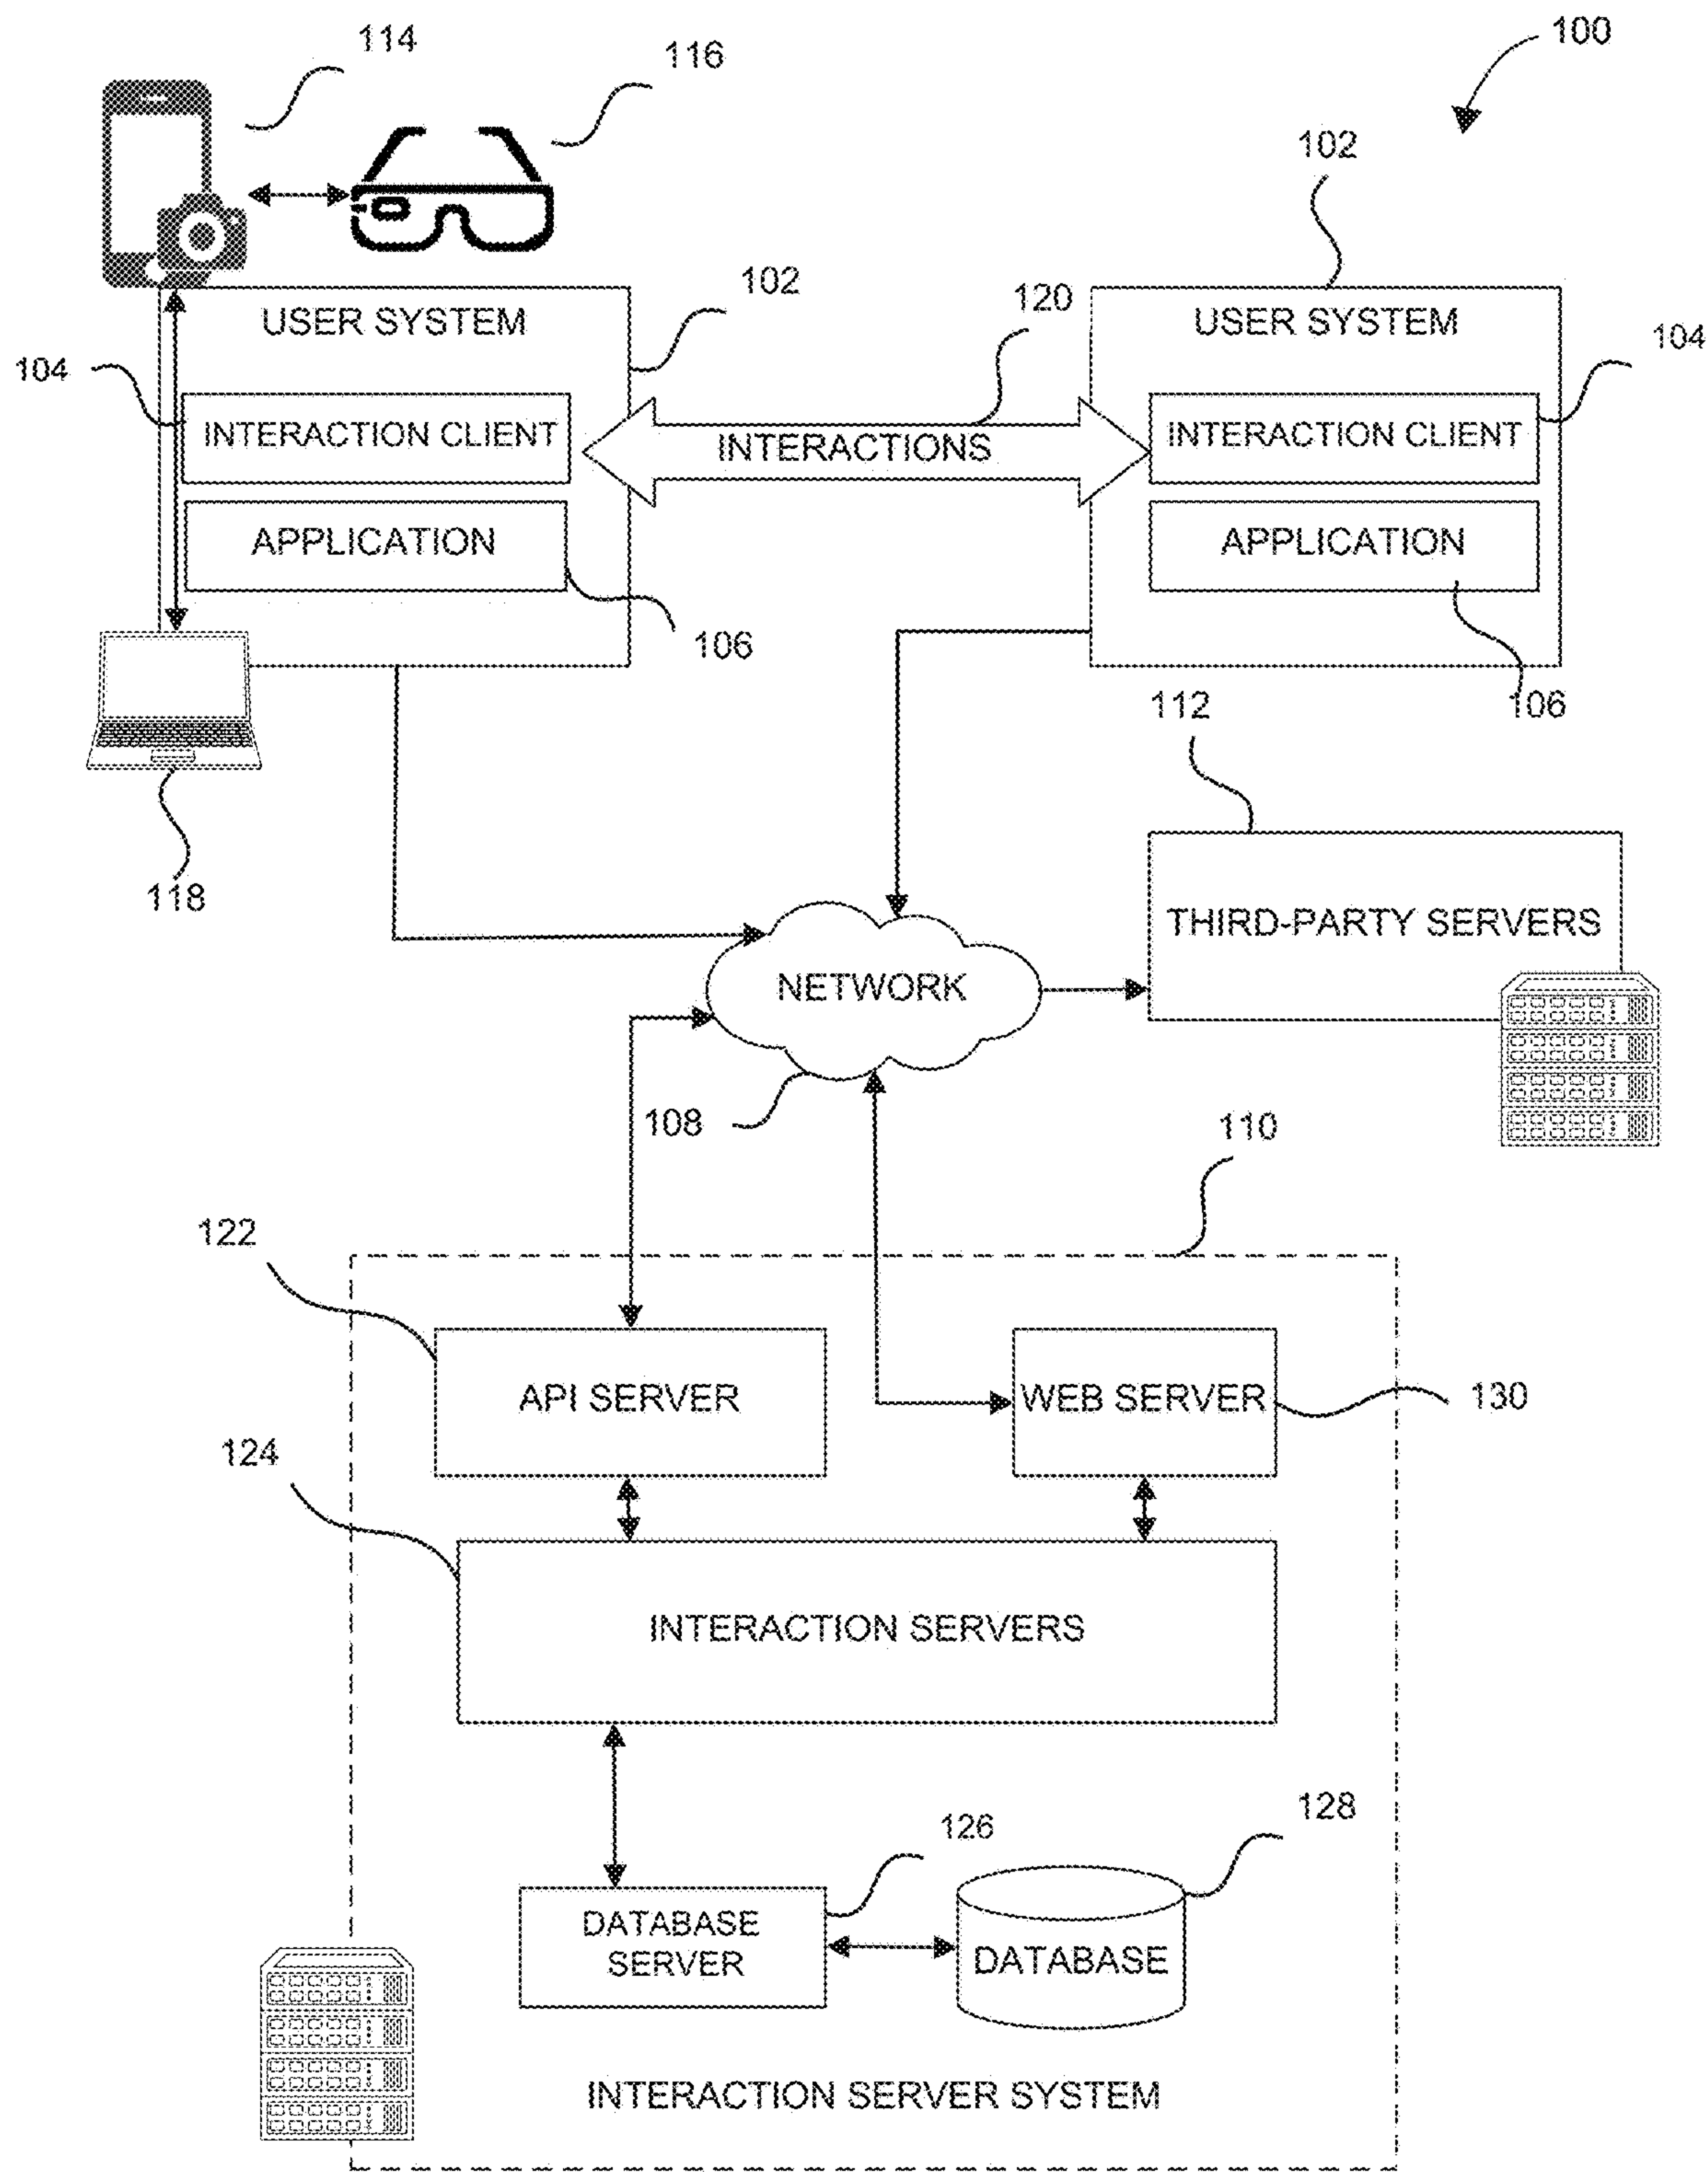 114
116
100
102
102
USER SYSTEM
120
USER SYSTEM
104
104
INTERACTION CLIENT
INTERACTIONS
INTERACTION CLIENT
APPLICATION
APPLICATION
106
106
112
118
THIRD-PARTY SERVERS
NETWORK
108
110
122
API SERVER
WEB SERVER
130
124
INTERACTION SERVERS
126
128
DATABASE
SERVER
DATABASE
INTERACTION SERVER SYSTEM